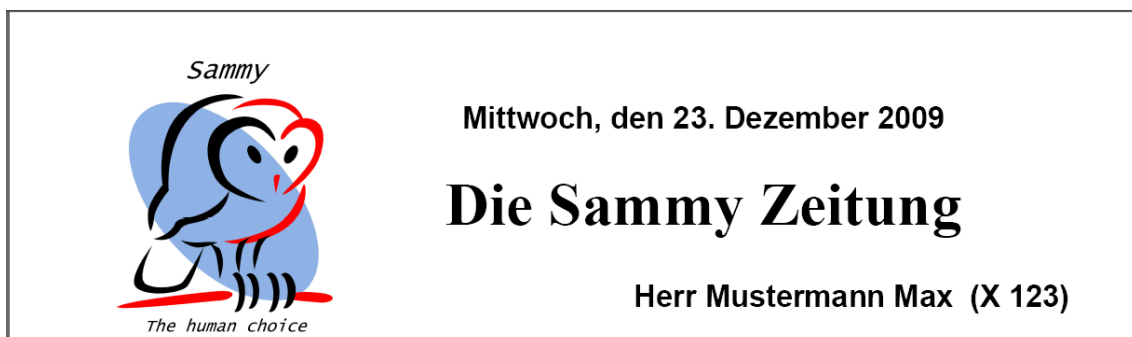 Sammy
Mittwoch, den 23. Dezember 2009
Die Sammy Zeitung
Herr Mustermann Max (X 123)
The human choice